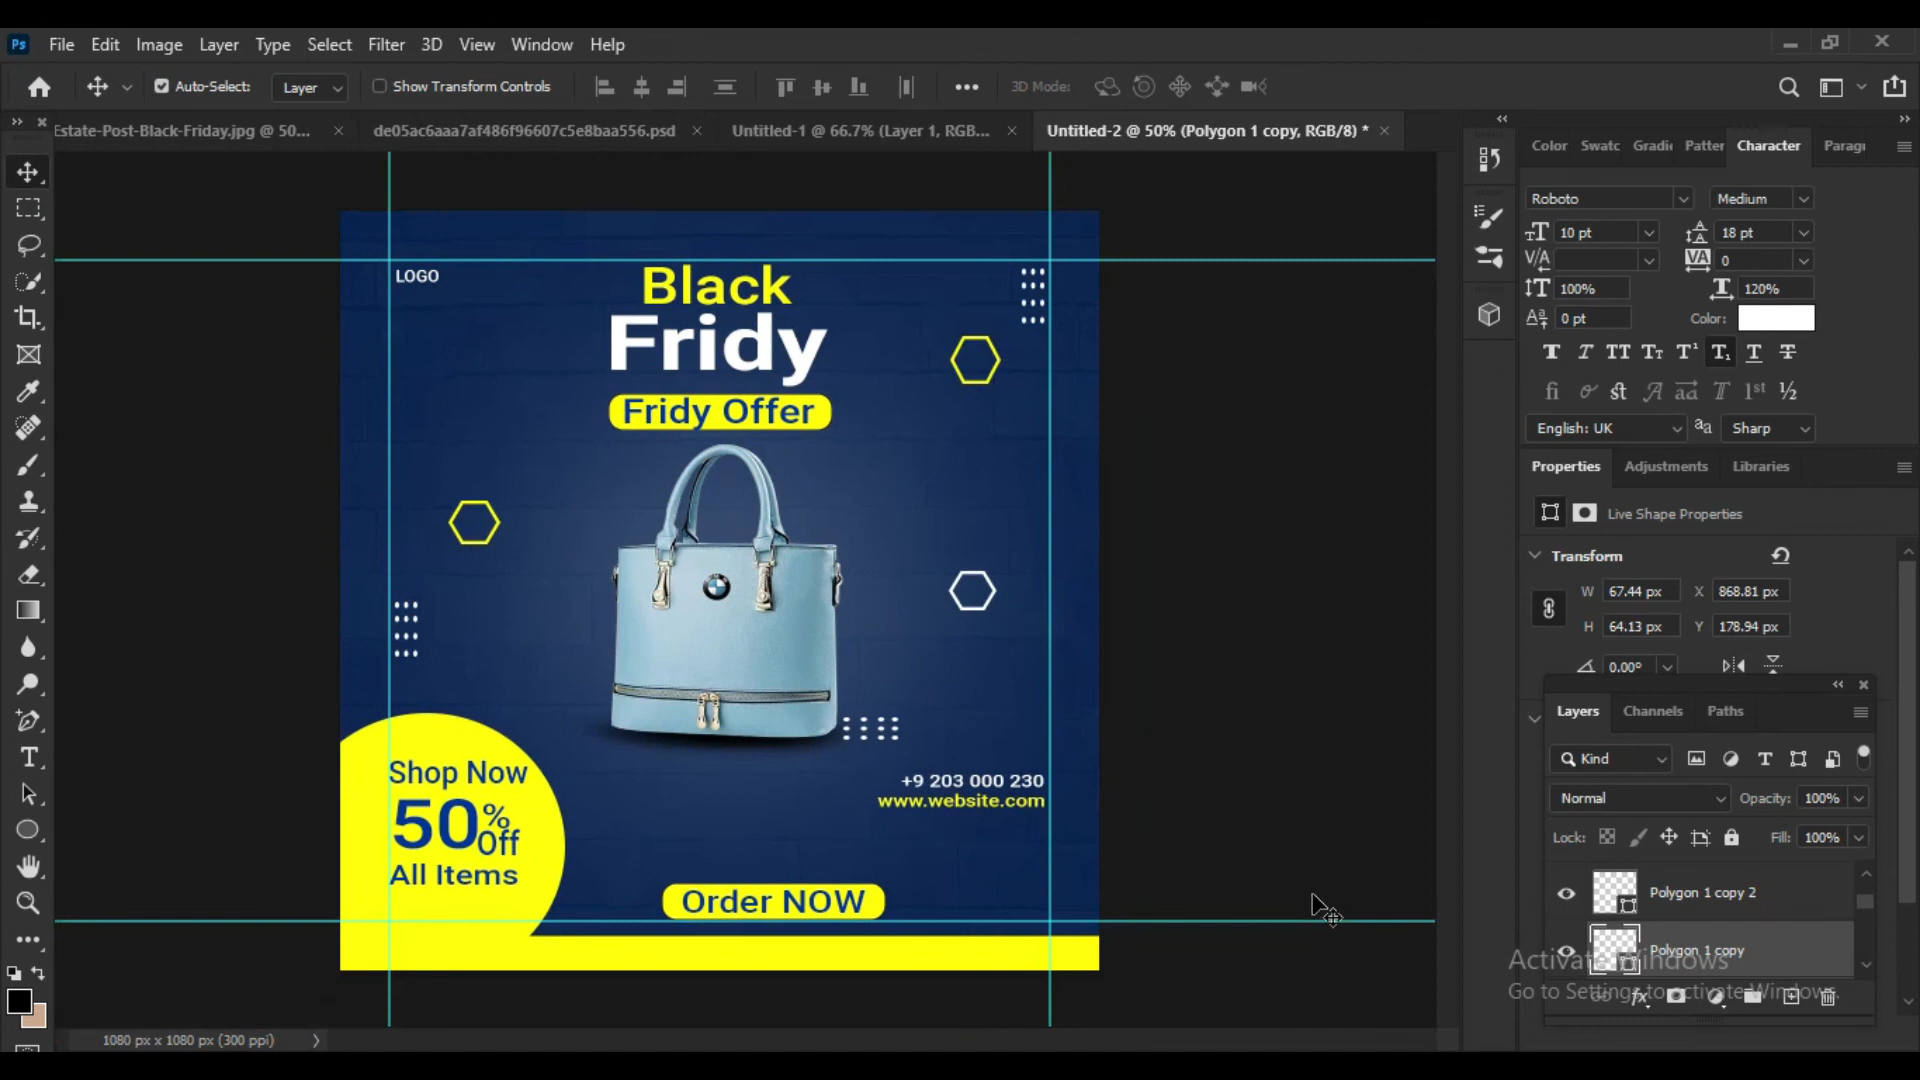 Ps File Edit Image Layer Type Select Filter 3D View Window Help
Auto-Select: Layer Show Transform Controls 3D Mode:
Estate-Post-Black-Friday.jpg @ 50... de05ac6aaa7af486f96607c5e8baa556.psd Untitled-1 @ 66.7% (Layer 1, RGB... Untitled-2 @ 50% (Polygon 1 copy, RGB/8) *
LOGO
Black
Fridy
Fridy Offer
Shop Now
50%
Off
All Items
+9 203 000 230
www.website.com
Order NOW
1080 px x 1080 px (300 ppi)
Color Swatc Gradi Patter Character Paragi
Roboto Medium
10 pt 18 pt
0
100% 120%
0 pt Color:
English: UK Sharp
Properties Adjustments Libraries
Live Shape Properties
Transform
W 67.44 px X 868.81 px
H 64.13 px Y 178.94 px
0.00°
Layers Channels Paths
Kind
Normal Opacity: 100%
Lock: Fill: 100%
Polygon 1 copy 2
Polygon 1 copy
Activate Windows
Go to Settings to activate Windows.